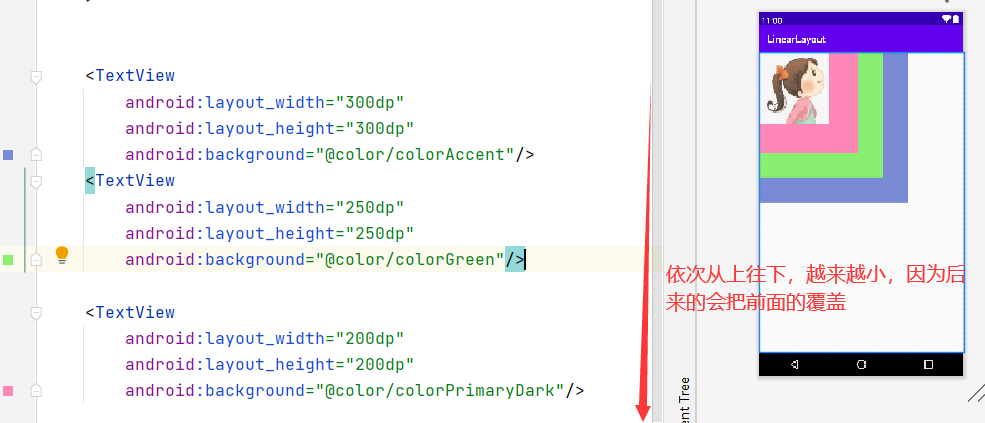 <TextView
android:layout_width="300dp"
android:layout_height="300dp"
android:background="@color/colorAccent"/>
<TextView
android:layout_width="250dp"
android:layout_height="250dp"
android:background="@color/colorGreen"/>
<TextView
android:layout_width="200dp"
android:layout_height="200dp"
android:background="@color/colorPrimaryDark"/>
11:00
LinearLayout
依次从上往下，越来越小，因为后
来的会把前面的覆盖
ent Tree